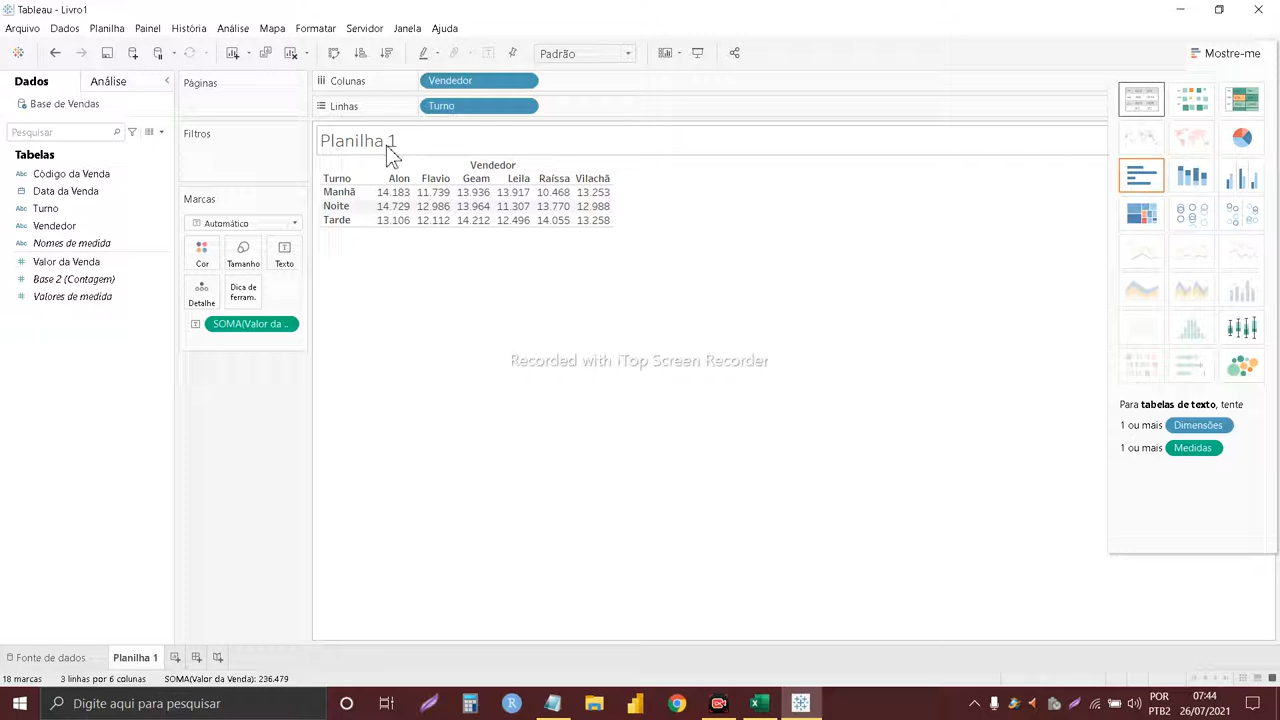 Tableau - Livro1
Arquivo Dados Planilha Painel História Análise Mapa Formatar Servidor Janela Ajuda
Padrão
Mostre-me
Dados Análise
Base de Vendas
Pesquisar
Tabelas
Código da Venda
Data da Venda
Turno
Vendedor
Nomes de medida
Valor da Venda
Base 2 (Contagem)
Valores de medida
Páginas
Filtros
Marcas
Automático
Cor Tamanho Texto
Detalhe
Dica de
ferram.
SOMA(Valor da ..
Colunas Vendedor
Linhas Turno
Planilha 1
Vendedor
Turno Alon Flavio Geam Leila Raíssa Vilachã
Manhã 14.183 11.739 13.936 13.917 10.468 13.253
Noite 14.729 12.986 13.964 11.307 13.770 12.988
Tarde 13.106 12.112 14.212 12.496 14.055 13.258
Recorded with iTop Screen Recorder
Para tabelas de texto, tente
1 ou mais Dimensões
1 ou mais Medidas
Fonte de dados Planilha 1
18 marcas 3 linhas por 6 colunas SOMA(Valor da Venda): 236.479
Digite aqui para pesquisar
POR
PTB2
07:44
26/07/2021